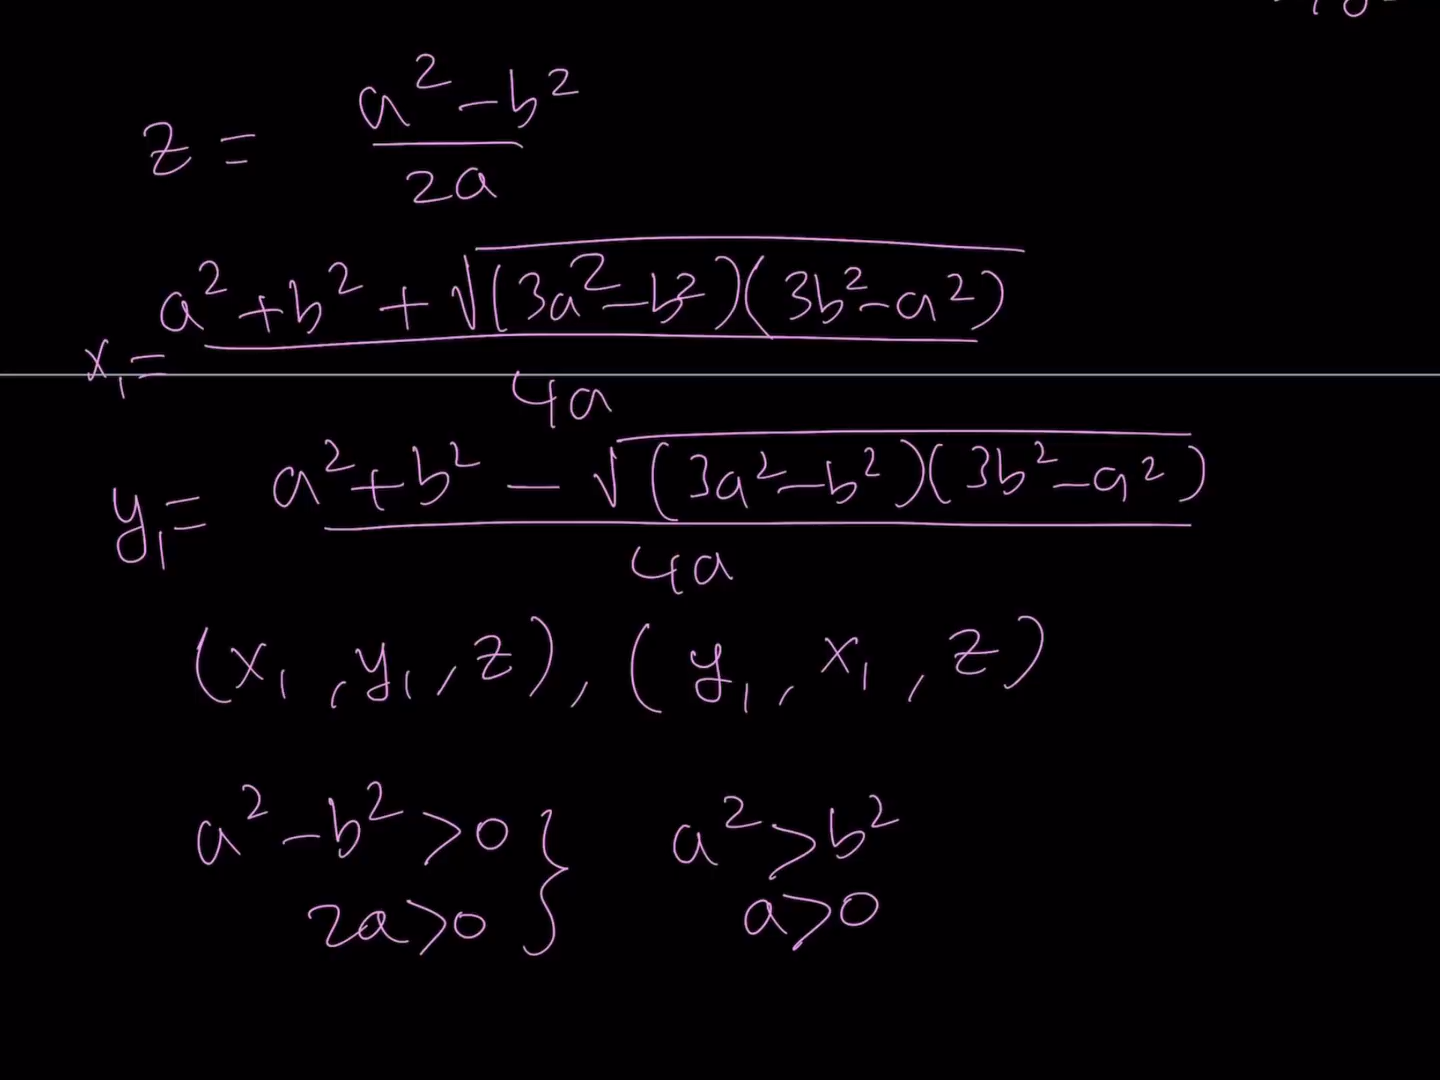 z = (a² − b²) / 2a
x₁ = (a² + b² + √((3a² − b²)(3b² − a²))) / 4a
y₁ = (a² + b² − √((3a² − b²)(3b² − a²))) / 4a
(x₁, y₁, z), (y₁, x₁, z)
a² − b² > 0 } a² > b²
2a > 0 } a > 0